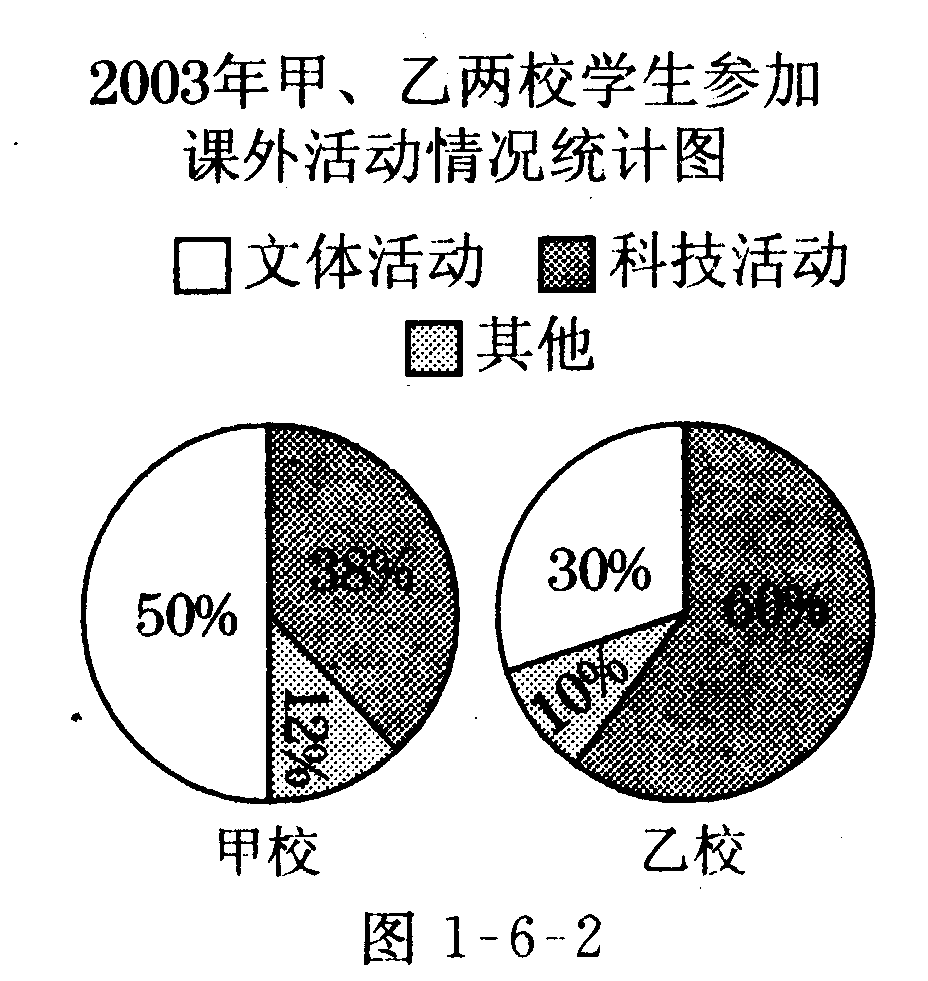 2003年甲、乙两校学生参加
课外活动情况统计图
文体活动 科技活动
其他
50% 38% 12%
30% 60% 10%
甲校 乙校
图 1-6-2